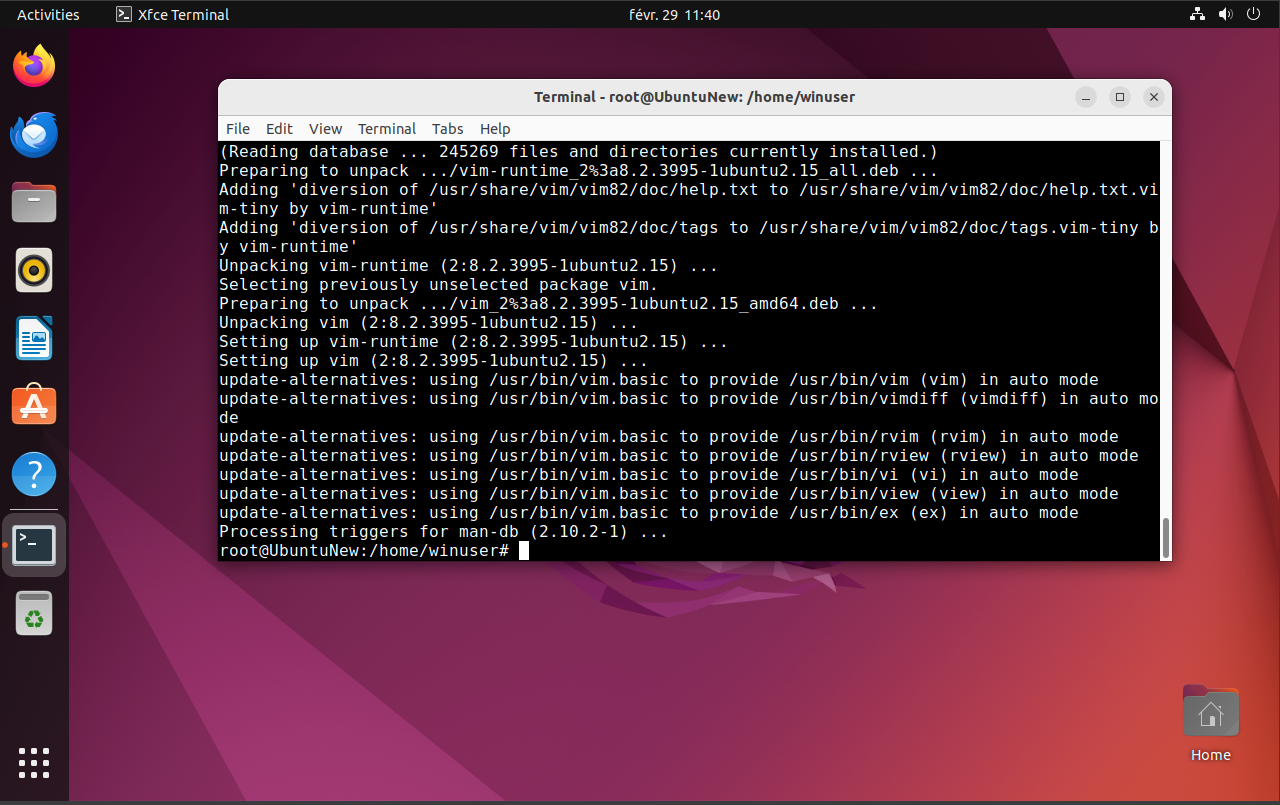 Activities
Xfce Terminal
févr. 29 11:40
Terminal - root@UbuntuNew: /home/winuser
File Edit View Terminal Tabs Help
(Reading database ... 245269 files and directories currently installed.)
Preparing to unpack .../vim-runtime_2%3a8.2.3995-1ubuntu2.15_all.deb ...
Adding 'diversion of /usr/share/vim/vim82/doc/help.txt to /usr/share/vim/vim82/doc/help.txt.vi
m-tiny by vim-runtime'
Adding 'diversion of /usr/share/vim/vim82/doc/tags to /usr/share/vim/vim82/doc/tags.vim-tiny b
y vim-runtime'
Unpacking vim-runtime (2:8.2.3995-1ubuntu2.15) ...
Selecting previously unselected package vim.
Preparing to unpack .../vim_2%3a8.2.3995-1ubuntu2.15_amd64.deb ...
Unpacking vim (2:8.2.3995-1ubuntu2.15) ...
Setting up vim-runtime (2:8.2.3995-1ubuntu2.15) ...
Setting up vim (2:8.2.3995-1ubuntu2.15) ...
update-alternatives: using /usr/bin/vim.basic to provide /usr/bin/vim (vim) in auto mode
update-alternatives: using /usr/bin/vim.basic to provide /usr/bin/vimdiff (vimdiff) in auto mo
de
update-alternatives: using /usr/bin/vim.basic to provide /usr/bin/rvim (rvim) in auto mode
update-alternatives: using /usr/bin/vim.basic to provide /usr/bin/rview (rview) in auto mode
update-alternatives: using /usr/bin/vim.basic to provide /usr/bin/vi (vi) in auto mode
update-alternatives: using /usr/bin/vim.basic to provide /usr/bin/view (view) in auto mode
update-alternatives: using /usr/bin/vim.basic to provide /usr/bin/ex (ex) in auto mode
Processing triggers for man-db (2.10.2-1) ...
root@UbuntuNew:/home/winuser#
Home